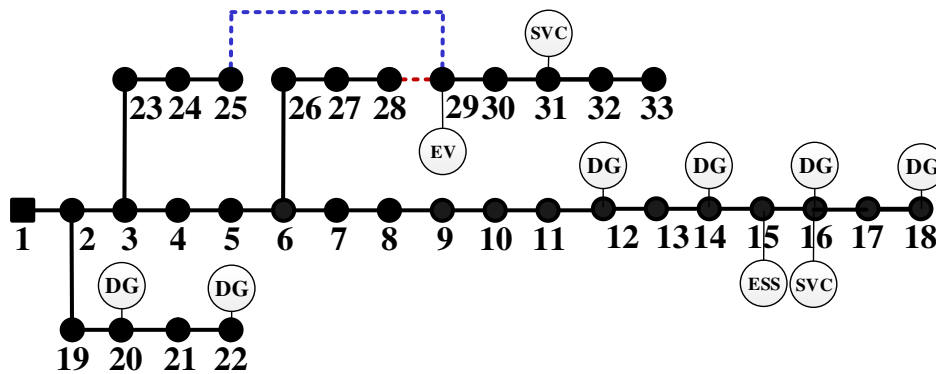 SVC
23 24 25 26 27 28 29 30 31 32 33
EV
DG DG DG DG
1 2 3 4 5 6 7 8 9 10 11 12 13 14 15 16 17 18
DG DG ESS SVC
19 20 21 22